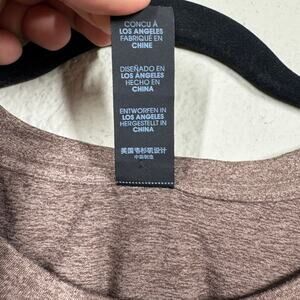 CONÇU À
LOS ANGELES
FABRIQUÉ EN
CHINE
DISEÑADO EN
LOS ANGELES
HECHO EN
CHINA
ENTWORFEN IN
LOS ANGELES
HERGESTELLT IN
CHINA
美国洛杉矶设计
中国制造